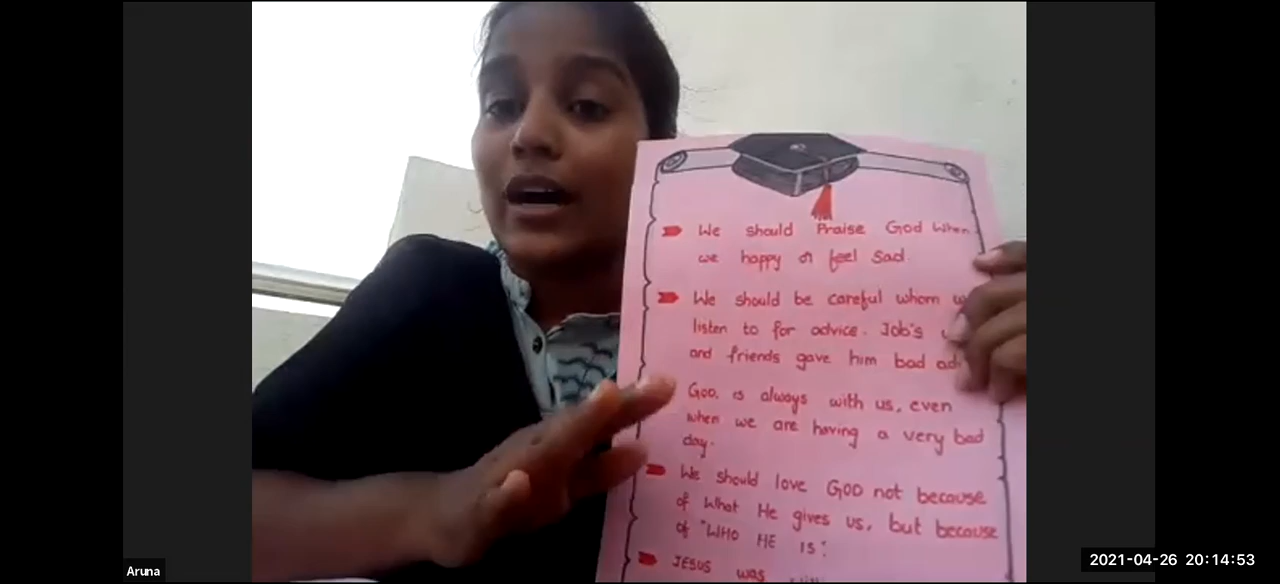 We should Praise God when
we happy or feel sad.
We should be careful whom
listen to for advice. Job's
and friends gave him bad
God is always with us, even
when we are having a very bad
day.
We should love GOD not because
of what He gives us, but because
of "WHO HE IS".
JESUS was
Aruna
2021-04-26 20:14:53